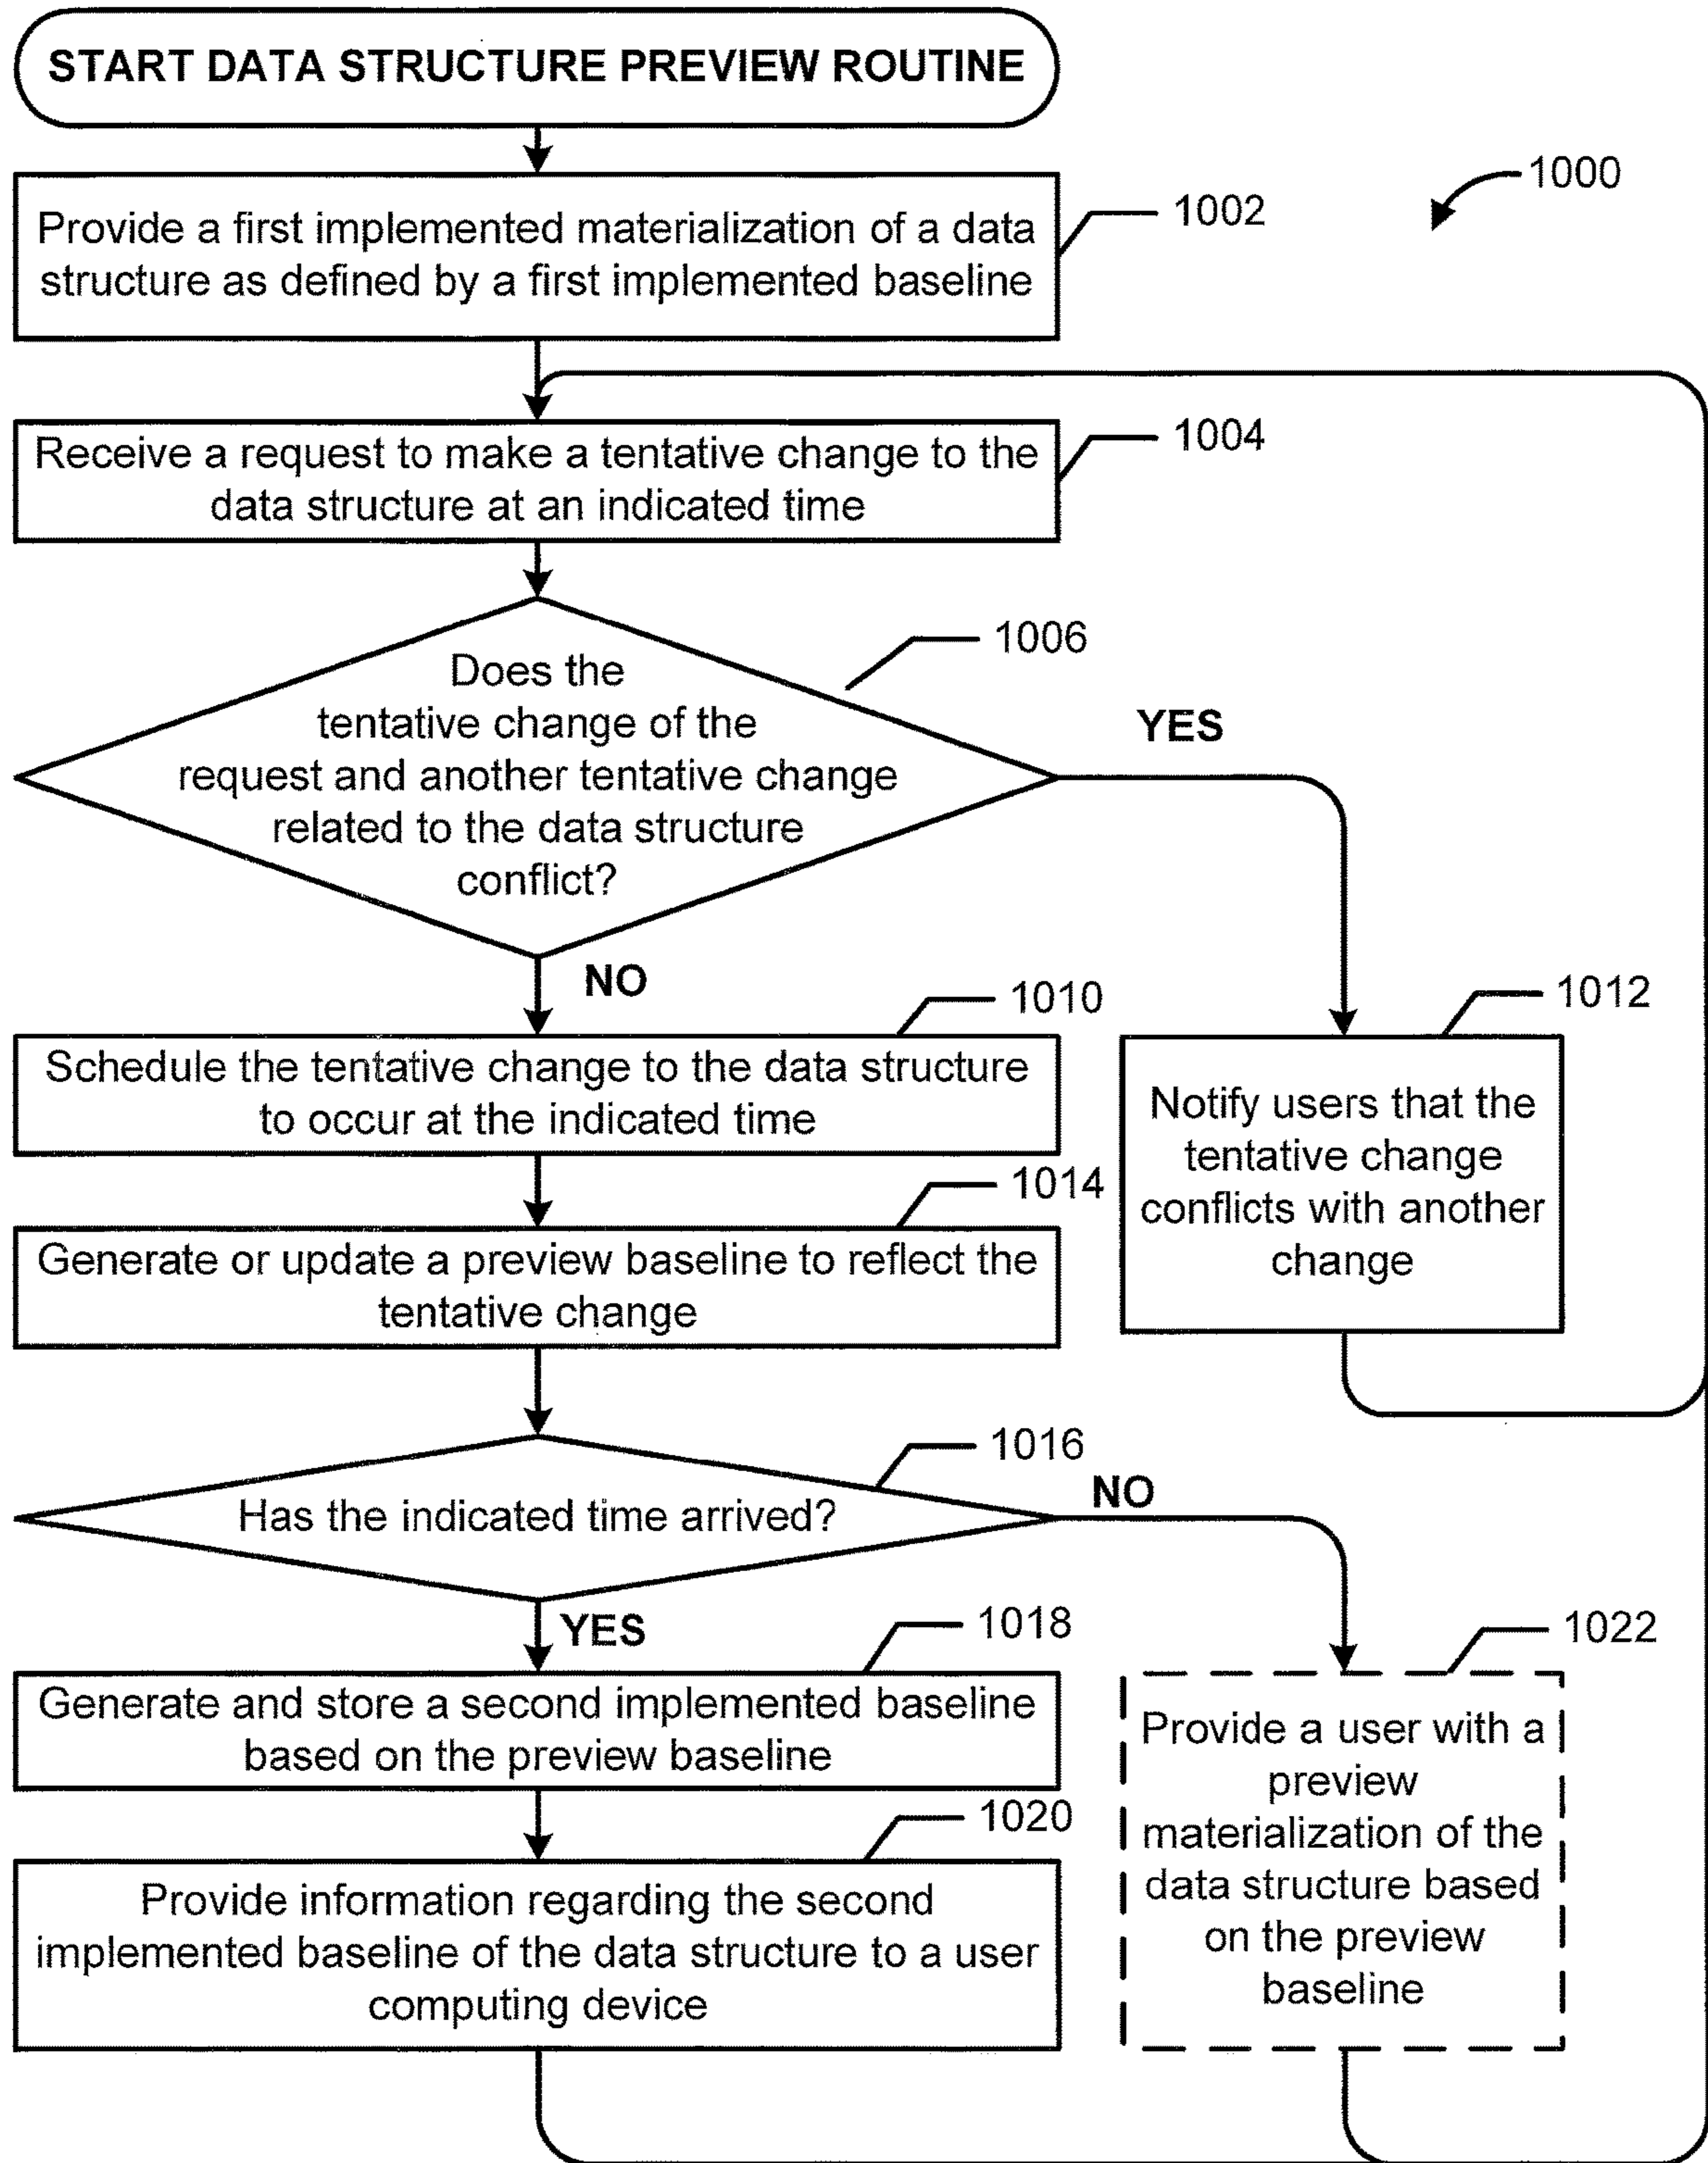 START DATA STRUCTURE PREVIEW ROUTINE
1000
Provide a first implemented materialization of a data
structure as defined by a first implemented baseline
1002
Receive a request to make a tentative change to the
data structure at an indicated time
1004
Does the
tentative change of the
request and another tentative change
related to the data structure
conflict?
1006
YES
NO
1010
Schedule the tentative change to the data structure
to occur at the indicated time
1012
Notify users that the
tentative change
conflicts with another
change
1014
Generate or update a preview baseline to reflect the
tentative change
1016
Has the indicated time arrived?
NO
YES
1018
Generate and store a second implemented baseline
based on the preview baseline
1020
Provide information regarding the second
implemented baseline of the data structure to a user
computing device
1022
Provide a user with a
preview
materialization of the
data structure based
on the preview
baseline